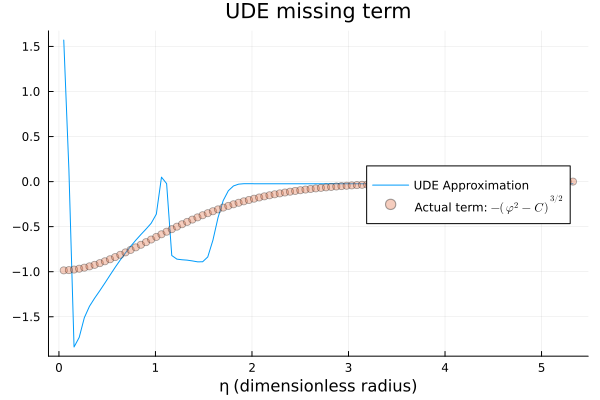 UDE missing term
1.5
1.0
0.5
0.0
−0.5
−1.0
−1.5
UDE Approximation
Actual term: −(φ² − C)^{3/2}
0 1 2 3 4 5
η (dimensionless radius)